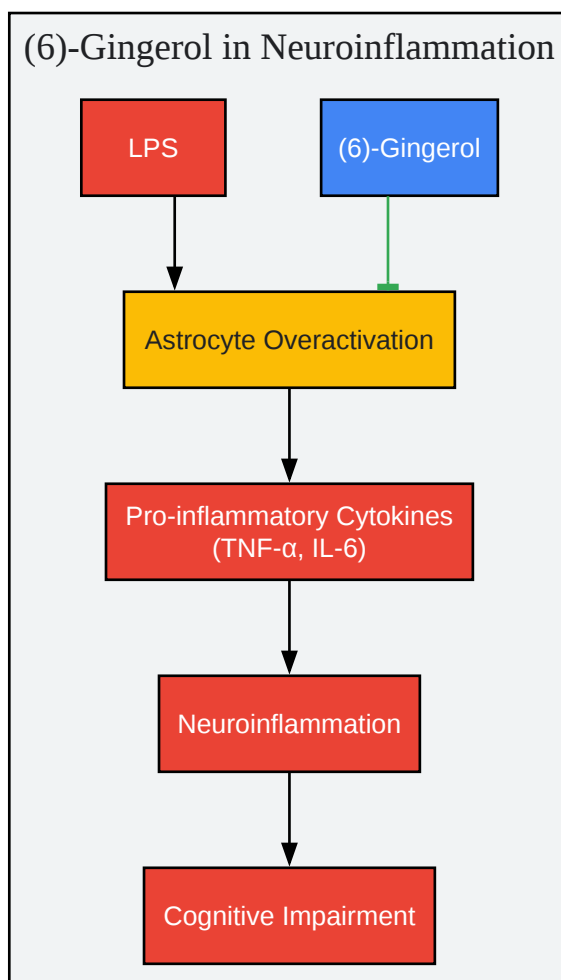 (6)-Gingerol in Neuroinflammation
LPS
(6)-Gingerol
Astrocyte Overactivation
Pro-inflammatory Cytokines
(TNF-α, IL-6)
Neuroinflammation
Cognitive Impairment